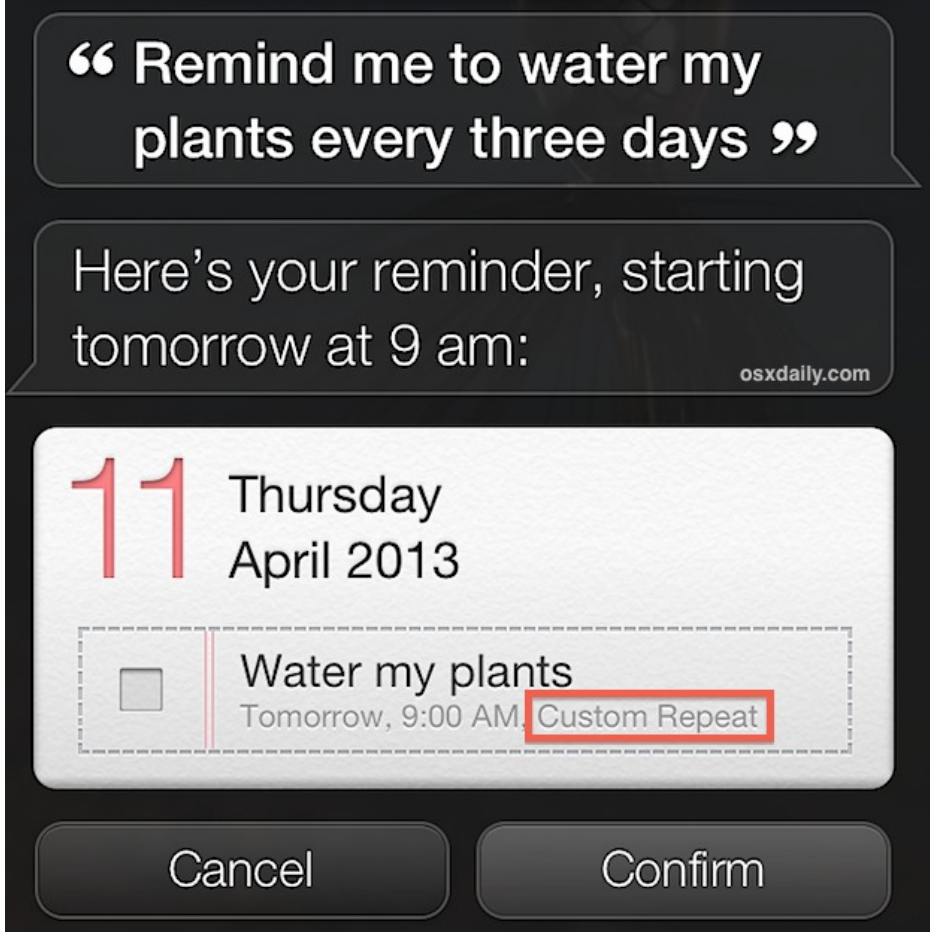 “ Remind me to water my
plants every three days ”
Here’s your reminder, starting
tomorrow at 9 am:
osxdaily.com
11
Thursday
April 2013
Water my plants
Tomorrow, 9:00 AM, Custom Repeat
Cancel
Confirm